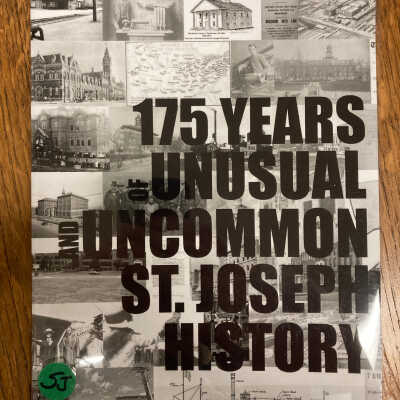 175 YEARS
OF UNUSUAL
AND UNCOMMON
ST. JOSEPH
HISTORY
SJ